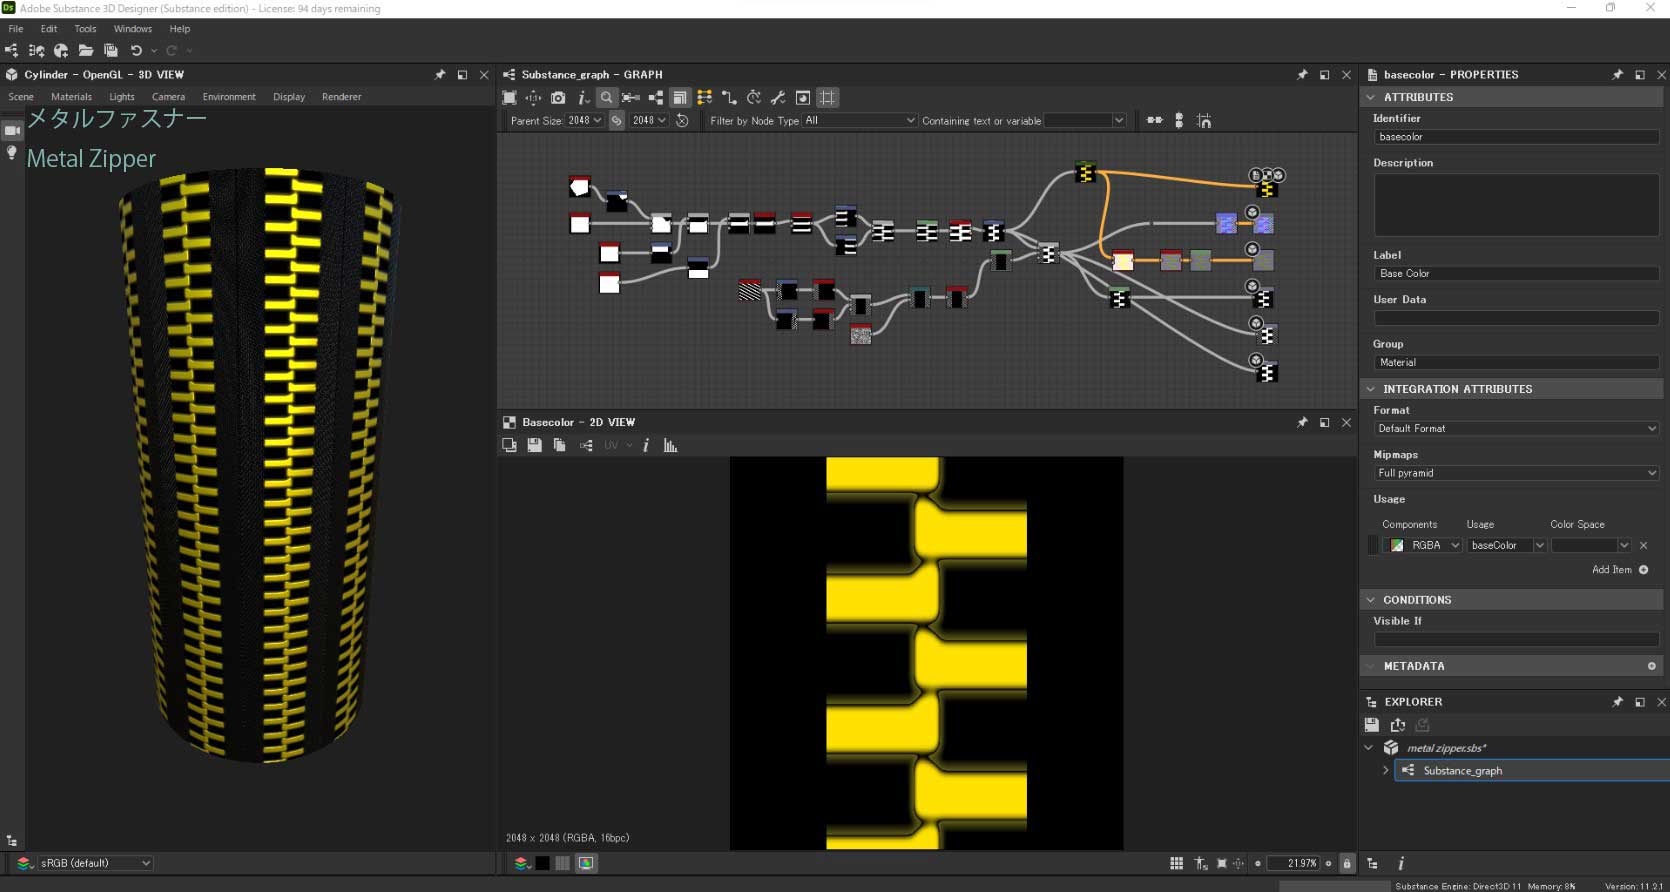 Adobe Substance 3D Designer (Substance edition) - License: 94 days remaining
File Edit Tools Windows Help
Cylinder - OpenGL - 3D VIEW
Scene Materials Lights Camera Environment Display Renderer
メタルファスナー
Metal Zipper
sRGB (default)
Substance_graph - GRAPH
Parent Size: 2048 2048 Filter by Node Type All Containing text or variable
Basecolor - 2D VIEW
UV
2048 x 2048 (RGBA, 16bpc)
21.97%
basecolor - PROPERTIES
ATTRIBUTES
Identifier
basecolor
Description
Label
Base Color
User Data
Group
Material
INTEGRATION ATTRIBUTES
Format
Default Format
Mipmaps
Full pyramid
Usage
Components Usage Color Space
RGBA baseColor
Add Item
CONDITIONS
Visible If
METADATA
EXPLORER
metal zipper.sbs*
Substance_graph
Substance Engine: Direct3D 11 Memory: 8% Version: 11.2.1